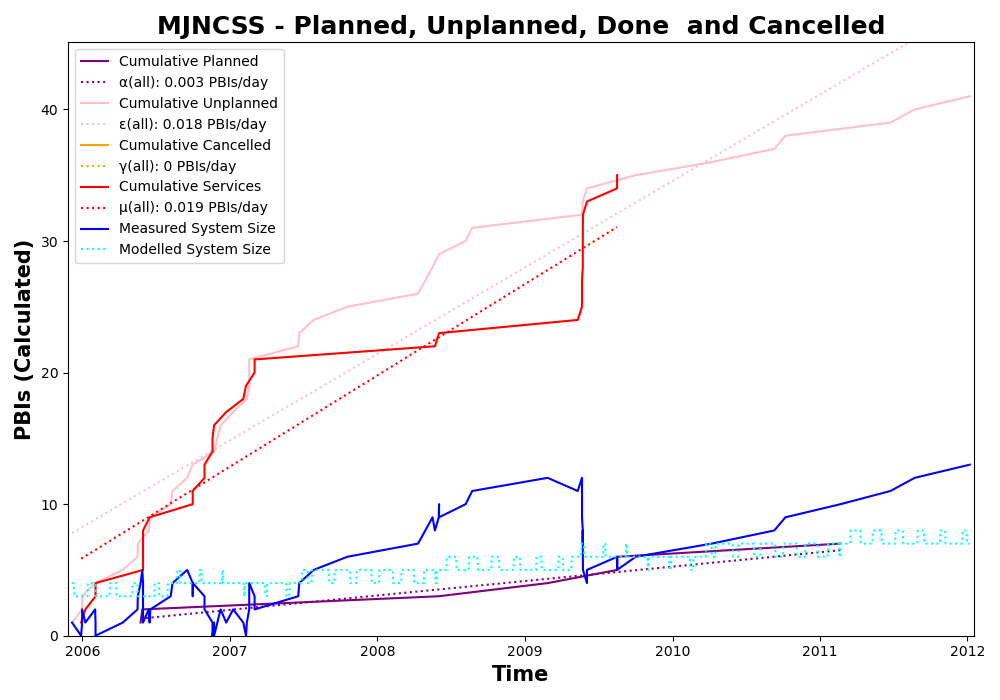 MJNCSS - Planned, Unplanned, Done  and Cancelled
Cumulative Planned
α(all): 0.003 PBIs/day
Cumulative Unplanned
ε(all): 0.018 PBIs/day
Cumulative Cancelled
γ(all): 0 PBIs/day
Cumulative Services
μ(all): 0.019 PBIs/day
Measured System Size
Modelled System Size
PBIs (Calculated)
40
30
20
10
0
2006 2007 2008 2009 2010 2011 2012
Time